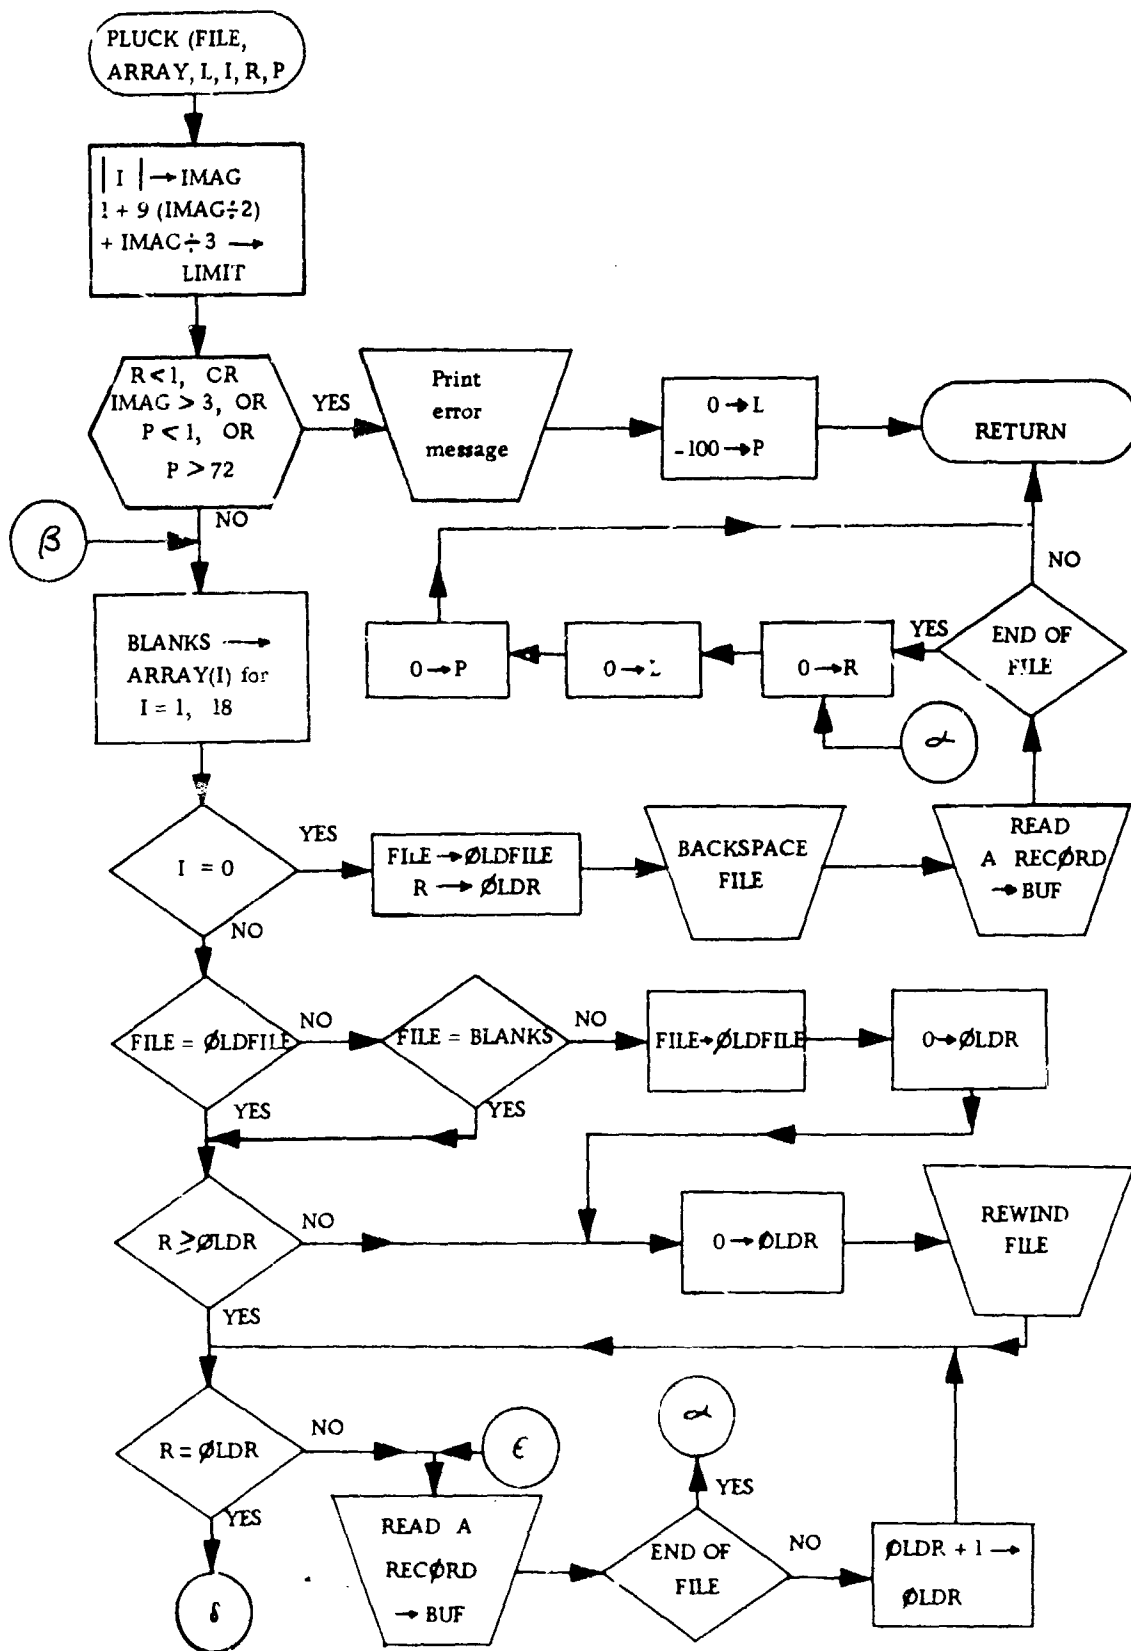 PLUCK (FILE,
ARRAY, L, I, R, P
| I | → IMAG
1 + 9 (IMAG÷2)
+ IMAC÷3 →
LIMIT
R < 1, CR
IMAG > 3, OR
P < 1, OR
P > 72
YES
Print
error
message
0 → L
-100 → P
RETURN
NO
β
NO
BLANKS →
ARRAY(I) for
I = 1, 18
0 → P
0 → L
0 → R
YES
END OF
FILE
α
I = 0
YES
FILE → ØLDFILE
R → ØLDR
BACKSPACE
FILE
READ
A RECØRD
→ BUF
NO
FILE = ØLDFILE
NO
FILE = BLANKS
NO
FILE → ØLDFILE
0 → ØLDR
YES
YES
R ≥ ØLDR
NO
0 → ØLDR
REWIND
FILE
YES
R = ØLDR
NO
ϵ
α
YES
YES
READ A
RECØRD
→ BUF
END OF
FILE
NO
ØLDR + 1 →
ØLDR
δ